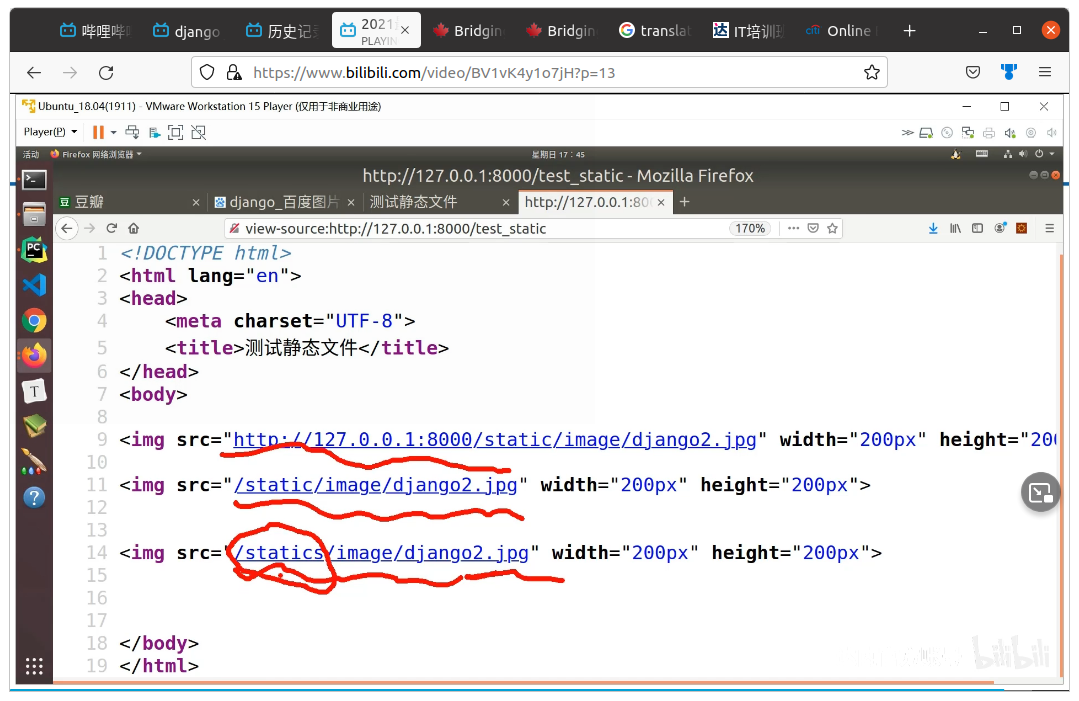 哔哩哔哩 django 历史记录 2021 PLAYIN Bridgin Bridgin translat IT培训班 Online
https://www.bilibili.com/video/BV1vK4y1o7jH?p=13
Ubuntu_18.04(1911) - VMware Workstation 15 Player (仅用于非商业用途)
Player(P)
活动 Firefox 网络浏览器 星期日 17：45
http://127.0.0.1:8000/test_static - Mozilla Firefox
豆瓣 django_百度图片 测试静态文件 http://127.0.0.1:80
view-source:http://127.0.0.1:8000/test_static 170%
1 <!DOCTYPE html>
2 <html lang="en">
3 <head>
4 <meta charset="UTF-8">
5 <title>测试静态文件</title>
6 </head>
7 <body>
8
9 <img src="http://127.0.0.1:8000/static/image/django2.jpg" width="200px" height="200
10
11 <img src="/static/image/django2.jpg" width="200px" height="200px">
12
13
14 <img src="/statics/image/django2.jpg" width="200px" height="200px">
15
16
17
18 </body>
19 </html>
bilibili